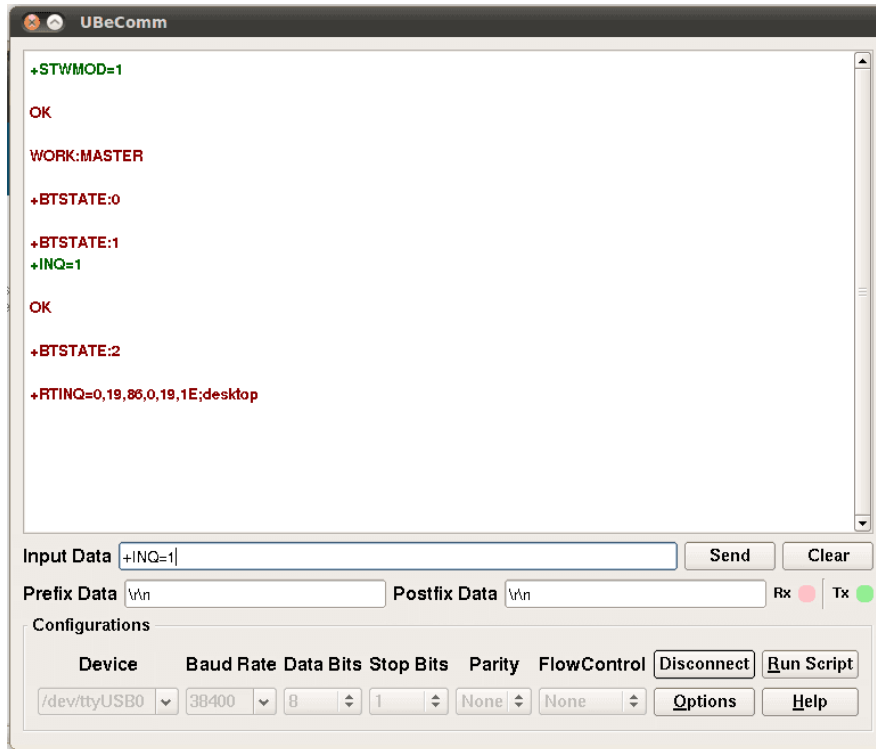 UBeComm
+STWMOD=1
OK
WORK:MASTER
+BTSTATE:0
+BTSTATE:1
+INQ=1
OK
+BTSTATE:2
+RTINQ=0,19,86,0,19,1E;desktop
Input Data +INQ=1 Send Clear
Prefix Data \r\n Postfix Data \r\n Rx Tx
Configurations
Device Baud Rate Data Bits Stop Bits Parity FlowControl Disconnect Run Script
/dev/ttyUSB0 38400 8 1 None None Options Help